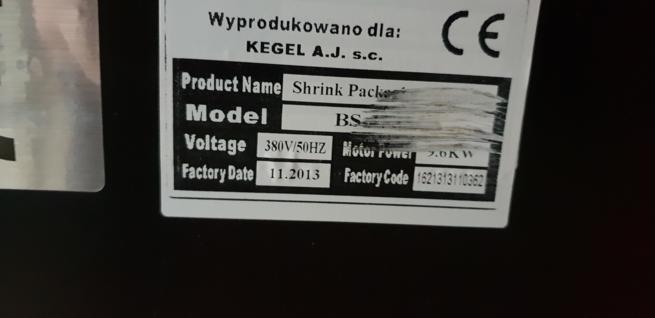 Wyprodukowano dla:
KEGEL A.J. s.c.
CE
Product Name Shrink
Model BS
Voltage 380V/50HZ Motor Power
Factory Date 11.2013 Factory Code 1621313110362